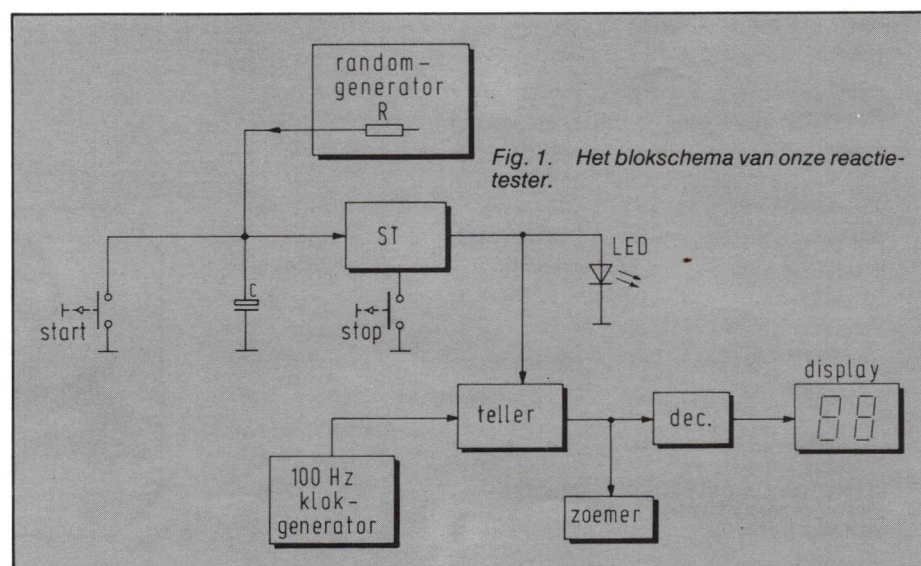 random-
generator
R
Fig. 1. Het blokschema van onze reactie-
tester.
ST
LED
C
start
stop
display
teller
dec.
88
100 Hz
klok-
generator
zoemer